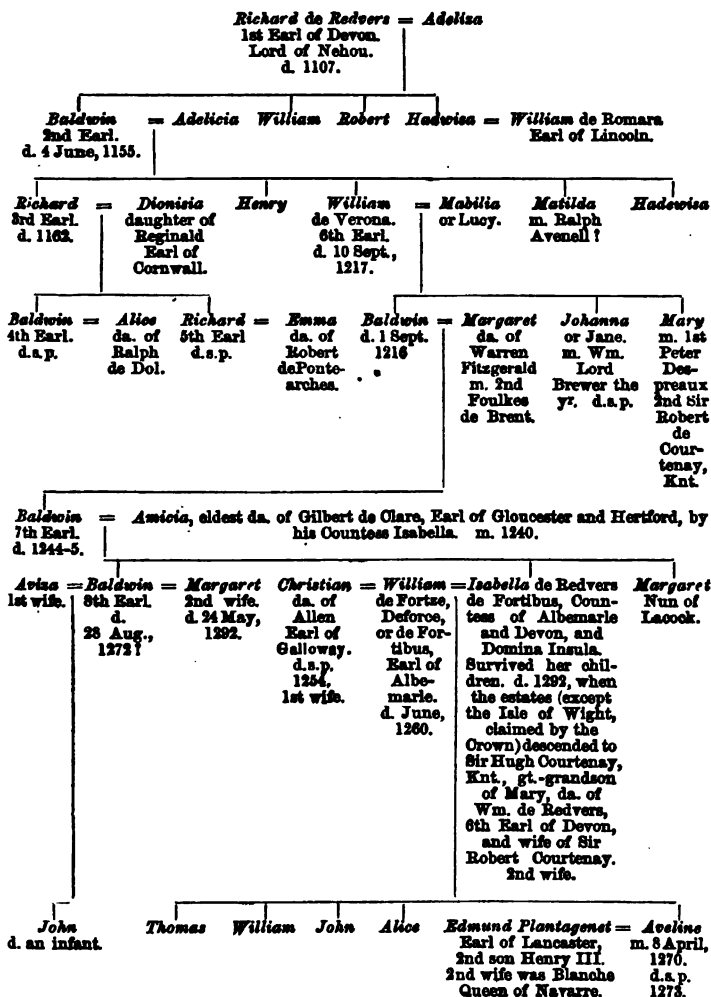 Richard de Redvers = Adeliza
1st Earl of Devon.
Lord of Nehou.
d. 1107.
Baldwin = Adelicia William Robert Hadwisa = William de Romara
2nd Earl. Earl of Lincoln.
d. 4 June, 1155.
Richard = Dionisia Henry William = Mabilia Matilda Hadewisa
3rd Earl. daughter of de Verona. or Lucy. m. Ralph
d. 1162. Reginald 6th Earl. Avenell ?
Earl of d. 10 Sept.,
Cornwall. 1217.
Baldwin = Alice Richard = Emma Baldwin = Margaret Johanna Mary
4th Earl. da. of 5th Earl da. of d. 1 Sept. da. of or Jane. m. 1st
d.s.p. Ralph d.s.p. Robert 1216 Warren m. Wm. Peter
de Dol. de Ponte- Fitzgerald Lord Des-
arches. m. 2nd Brewer the preaux
Foulkes yr. d.s.p. 2nd Sir
de Brent. Robert
de
Cour-
tenay,
Knt.
Baldwin = Amicia, eldest da. of Gilbert de Clare, Earl of Gloucester and Hertford, by
7th Earl. his Countess Isabella. m. 1240.
d. 1244-5.
Aviza = Baldwin = Margaret Christian = William = Isabella de Redvers Margaret
1st wife. 8th Earl. 2nd wife. da. of de Fortze, de Fortibus, Coun- Nun of
d. d. 24 May, Allen Deforce, tess of Albemarle Lacock.
28 Aug., 1292. Earl of or de For- and Devon, and
1272 ? Galloway. tibus, Domina Insula.
d.s.p. Earl of Survived her chil-
1254, Albe- dren. d. 1292, when
1st wife. marle. the estates (except
d. June, the Isle of Wight,
1260. claimed by the
Crown) descended to
Sir Hugh Courtenay,
Knt., gt.-grandson
of Mary, da. of
Wm. de Redvers,
6th Earl of Devon,
and wife of Sir
Robert Courtenay.
2nd wife.
John Thomas William John Alice Edmund Plantagenet = Aveline
d. an infant. Earl of Lancaster, m. 8 April,
2nd son Henry III. 1270.
2nd wife was Blanche d.s.p.
Queen of Navarre. 1273.